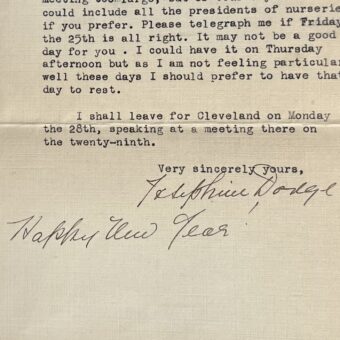 could include all the presidents of nurserie
if you prefer. Please telegraph me if Friday
the 25th is all right. It may not be a good
day for you . I could have it on Thursday
afternoon but as I am not feeling particular
well these days I should prefer to have that
day to rest.
I shall leave for Cleveland on Monday
the 28th, speaking at a meeting there on
the twenty-ninth.
Very sincerely yours,
Josephine Dodge
Happy New Year